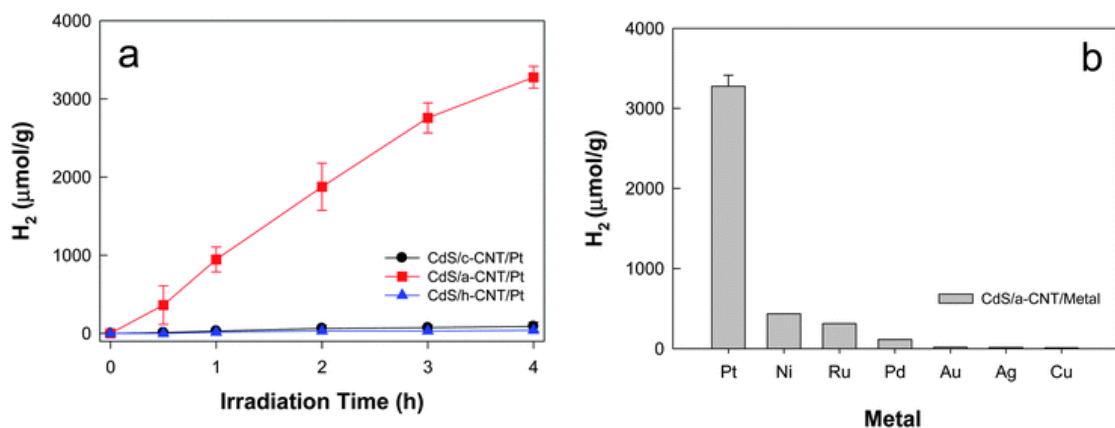 a
4000
3000
2000
1000
0
H2 (μmol/g)
0 1 2 3 4
Irradiation Time (h)
CdS/c-CNT/Pt
CdS/a-CNT/Pt
CdS/h-CNT/Pt
b
4000
3000
2000
1000
0
H2 (μmol/g)
CdS/a-CNT/Metal
Pt Ni Ru Pd Au Ag Cu
Metal